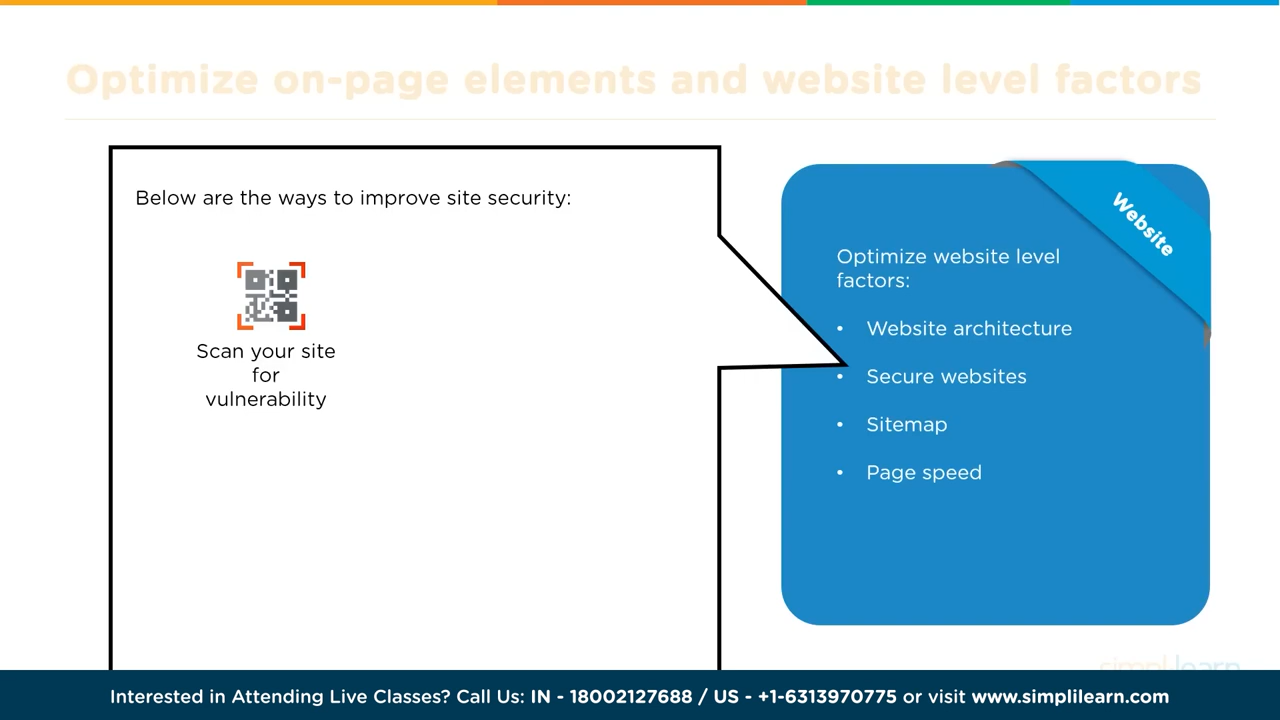 Optimize on-page elements and website level factors
Below are the ways to improve site security:
Scan your site
for
vulnerability
Website
Optimize website level
factors:
• Website architecture
• Secure websites
• Sitemap
• Page speed
simplilearn
Interested in Attending Live Classes? Call Us: IN - 18002127688 / US - +1-6313970775 or visit www.simplilearn.com